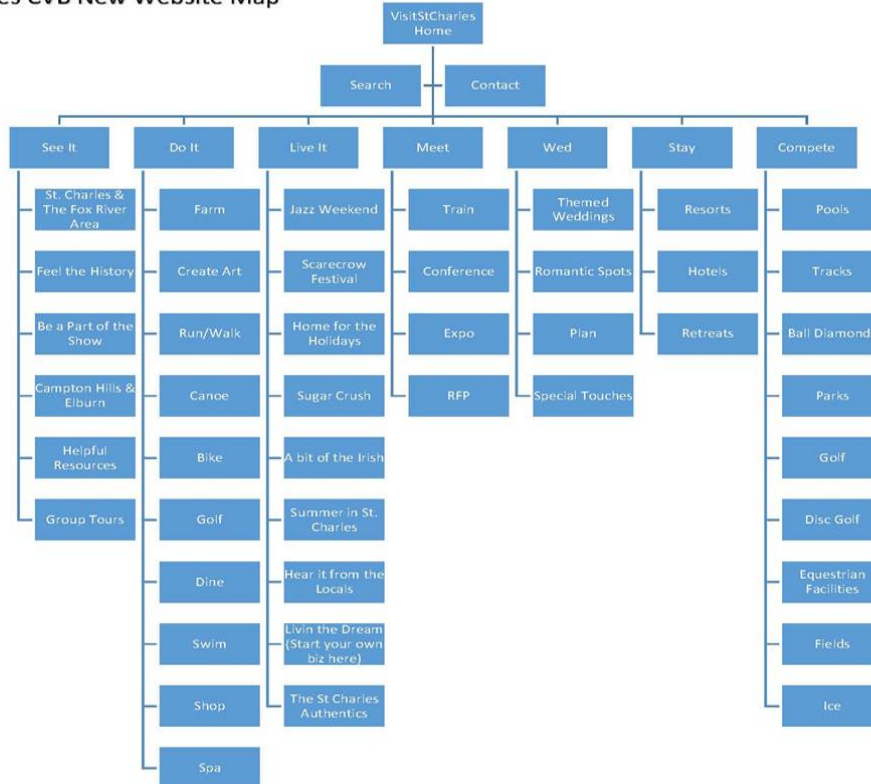 es CVB New Website Map
VisitStCharles
Home
Search
Contact
See It
Do It
Live It
Meet
Wed
Stay
Compete
St. Charles &
The Fox River
Area
Feel the History
Be a Part of the
Show
Campton Hills &
Elburn
Helpful
Resources
Group Tours
Farm
Create Art
Run/Walk
Canoe
Bike
Golf
Dine
Swim
Shop
Spa
Jazz Weekend
Scarecrow
Festival
Home for the
Holidays
Sugar Crush
A bit of the Irish
Summer in St.
Charles
Hear it from the
Locals
Livin the Dream
(Start your own
biz here)
The St Charles
Authentics
Train
Conference
Expo
RFP
Themed
Weddings
Romantic Spots
Plan
Special Touches
Resorts
Hotels
Retreats
Pools
Tracks
Ball Diamond
Parks
Golf
Disc Golf
Equestrian
Facilities
Fields
Ice